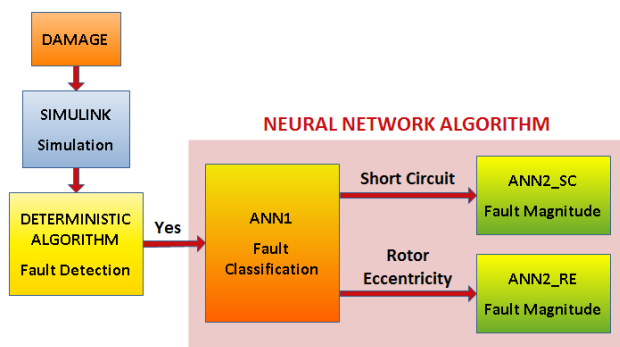 DAMAGE
SIMULINK
Simulation
DETERMINISTIC
ALGORITHM
Fault Detection
Yes
NEURAL NETWORK ALGORITHM
ANN1
Fault
Classification
Short Circuit
ANN2_SC
Fault Magnitude
Rotor
Eccentricity
ANN2_RE
Fault Magnitude